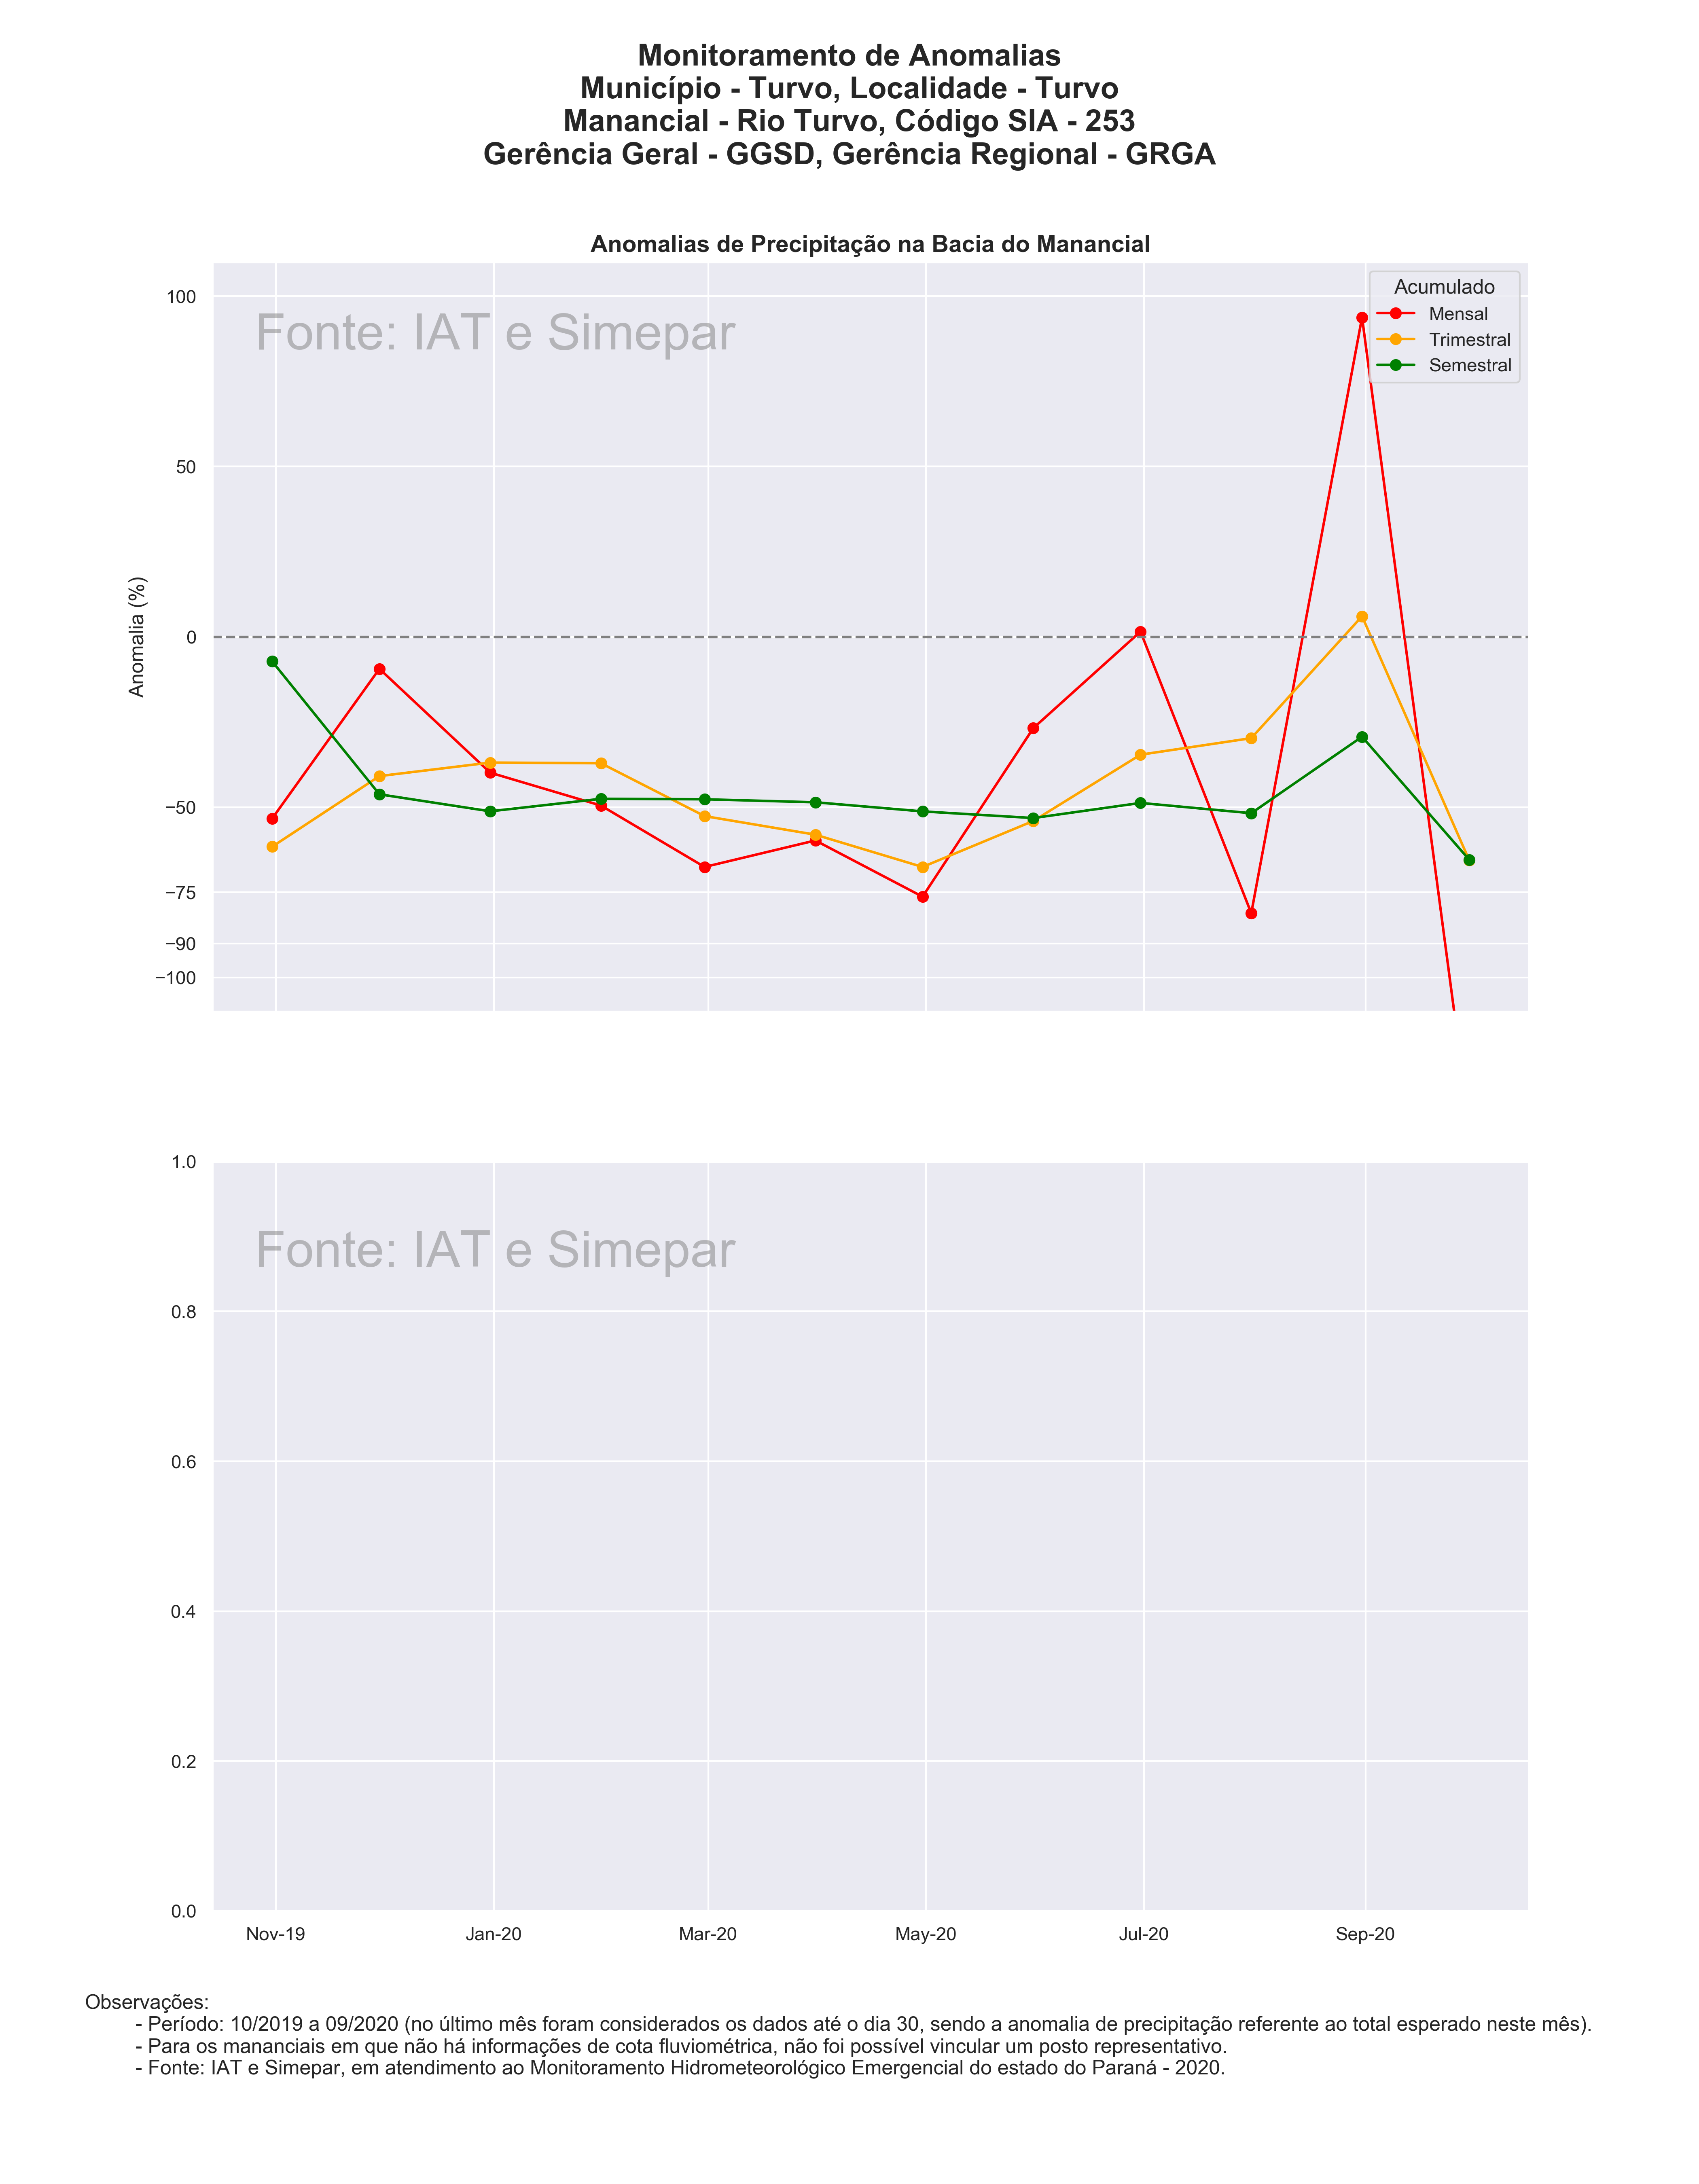 Monitoramento de Anomalias
Município - Turvo, Localidade - Turvo
Manancial - Rio Turvo, Código SIA - 253
Gerência Geral - GGSD, Gerência Regional - GRGA
Anomalias de Precipitação na Bacia do Manancial
Fonte: IAT e Simepar
Acumulado
Mensal
Trimestral
Semestral
Anomalia (%)
100
50
0
−50
−75
−90
−100
Fonte: IAT e Simepar
1.0
0.8
0.6
0.4
0.2
0.0
Nov-19 Jan-20 Mar-20 May-20 Jul-20 Sep-20
Observações:
- Período: 10/2019 a 09/2020 (no último mês foram considerados os dados até o dia 30, sendo a anomalia de precipitação referente ao total esperado neste mês).
- Para os mananciais em que não há informações de cota fluviométrica, não foi possível vincular um posto representativo.
- Fonte: IAT e Simepar, em atendimento ao Monitoramento Hidrometeorológico Emergencial do estado do Paraná - 2020.